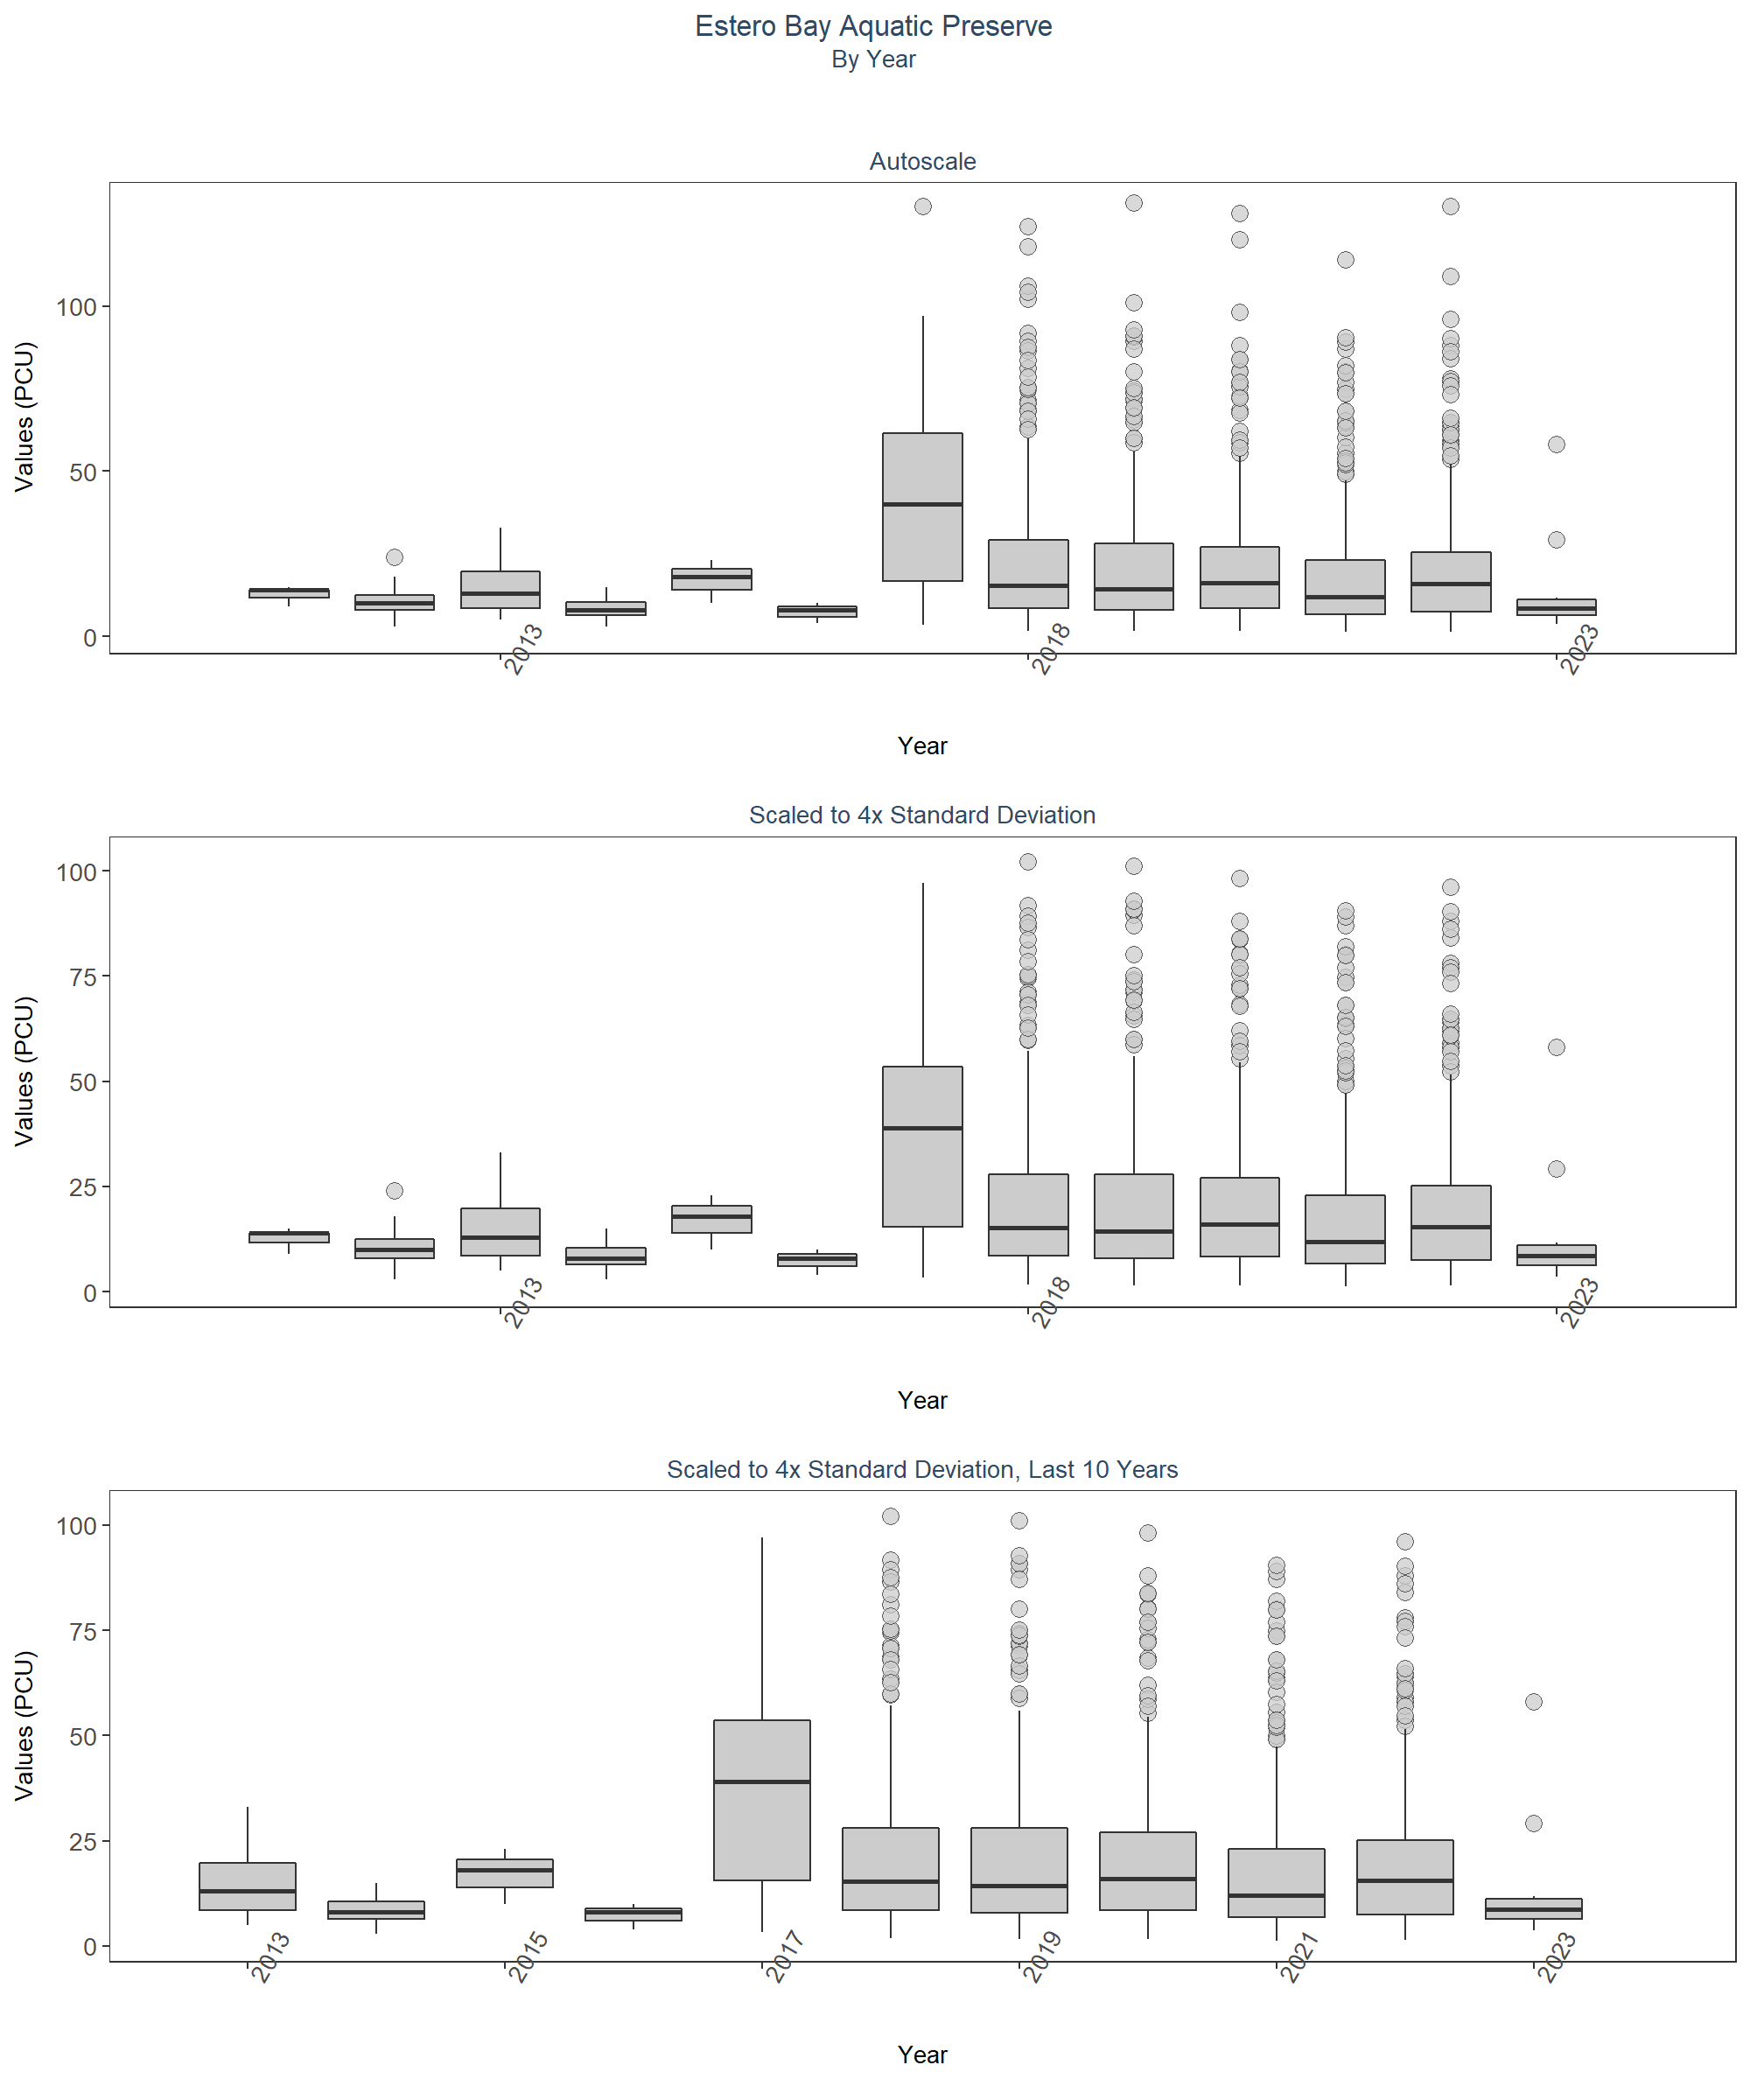 Estero Bay Aquatic Preserve
By Year
Autoscale
Values (PCU)
100
50
0
2013
2018
2023
Year
Scaled to 4x Standard Deviation
Values (PCU)
100
75
50
25
0
2013
2018
2023
Year
Scaled to 4x Standard Deviation, Last 10 Years
Values (PCU)
100
75
50
25
0
2013
2015
2017
2019
2021
2023
Year